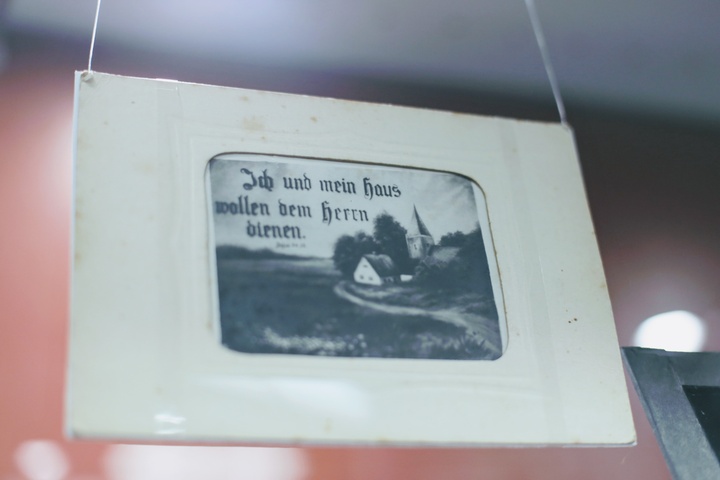 Ich und mein Haus
wollen dem Herrn
dienen.